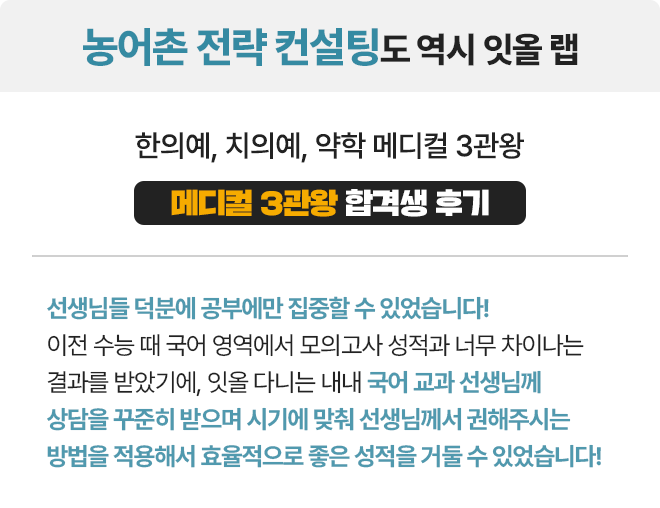 농어촌 전략 컨설팅도 역시 잇올 랩
한의예, 치의예, 약학 메디컬 3관왕
메디컬 3관왕 합격생 후기
선생님들 덕분에 공부에만 집중할 수 있었습니다!
이전 수능 때 국어 영역에서 모의고사 성적과 너무 차이나는
결과를 받았기에, 잇올 다니는 내내 국어 교과 선생님께
상담을 꾸준히 받으며 시기에 맞춰 선생님께서 권해주시는
방법을 적용해서 효율적으로 좋은 성적을 거둘 수 있었습니다!